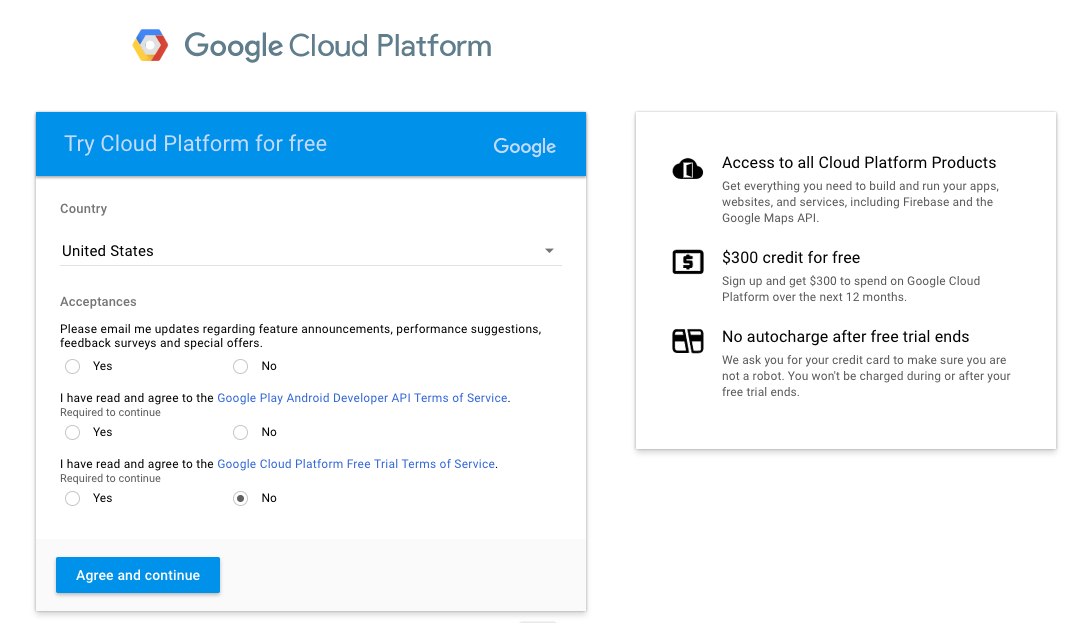 Google Cloud Platform
Try Cloud Platform for free
Google
Country
United States
Acceptances
Please email me updates regarding feature announcements, performance suggestions,
feedback surveys and special offers.
Yes No
I have read and agree to the Google Play Android Developer API Terms of Service.
Required to continue
Yes No
I have read and agree to the Google Cloud Platform Free Trial Terms of Service.
Required to continue
Yes No
Agree and continue
Access to all Cloud Platform Products
Get everything you need to build and run your apps,
websites, and services, including Firebase and the
Google Maps API.
$
$300 credit for free
Sign up and get $300 to spend on Google Cloud
Platform over the next 12 months.
No autocharge after free trial ends
We ask you for your credit card to make sure you are
not a robot. You won't be charged during or after your
free trial ends.